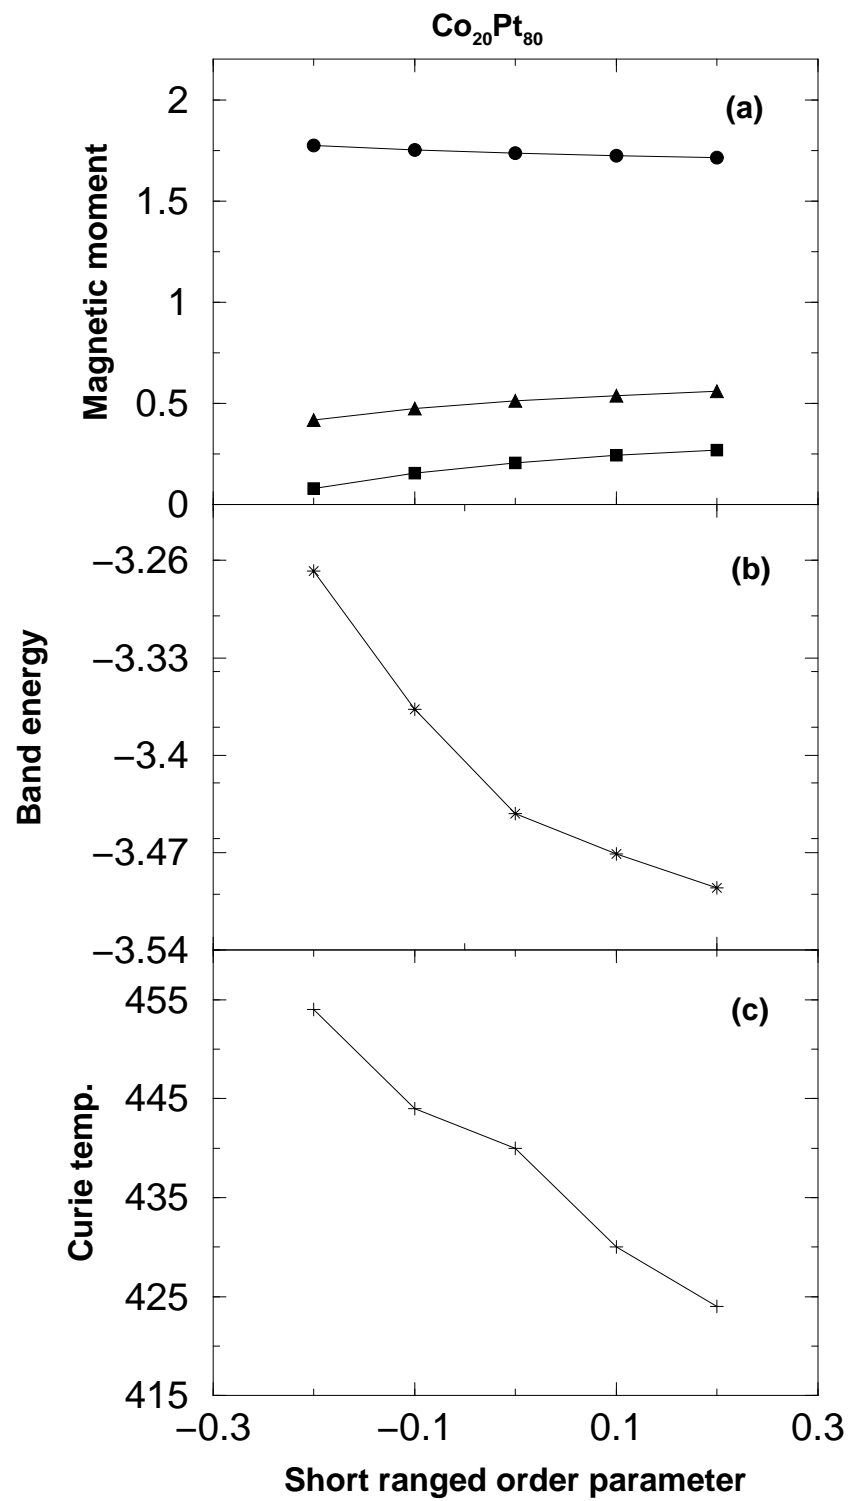 Co₂₀Pt₈₀
(a)
2
1.5
1
0.5
0
Magnetic moment
(b)
−3.26
−3.33
−3.4
−3.47
−3.54
Band energy
(c)
455
445
435
425
415
Curie temp.
−0.3 −0.1 0.1 0.3
Short ranged order parameter